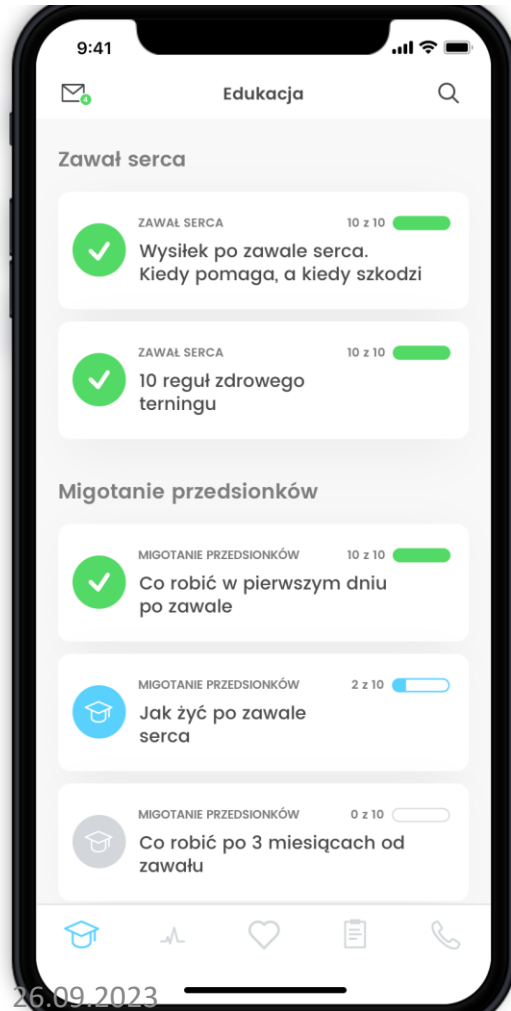 9:41
4
Edukacja
Zawał serca
ZAWAŁ SERCA 10 z 10
Wysiłek po zawale serca.
Kiedy pomaga, a kiedy szkodzi
ZAWAŁ SERCA 10 z 10
10 reguł zdrowego
terningu
Migotanie przedsionków
MIGOTANIE PRZEDSIONKÓW 10 z 10
Co robić w pierwszym dniu
po zawale
MIGOTANIE PRZEDSIONKÓW 2 z 10
Jak żyć po zawale
serca
MIGOTANIE PRZEDSIONKÓW 0 z 10
Co robić po 3 miesiącach od
zawału
26.09.2023